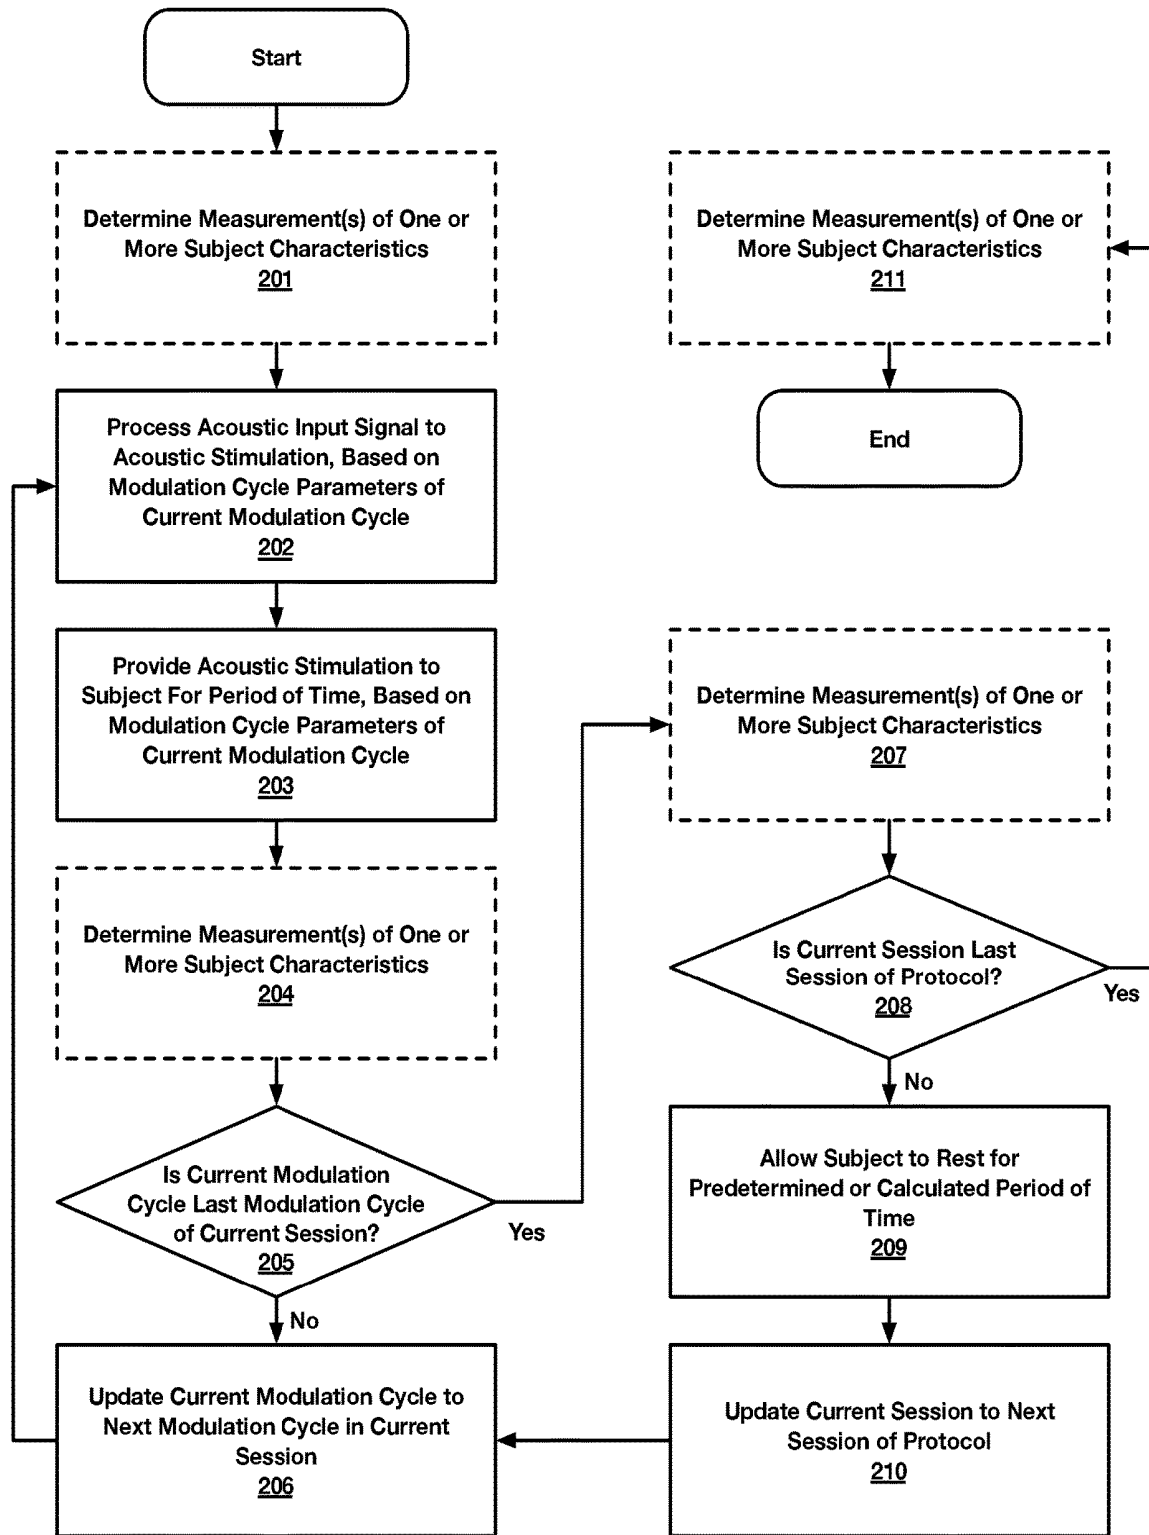 Start
Determine Measurement(s) of One or
More Subject Characteristics
201
Process Acoustic Input Signal to
Acoustic Stimulation, Based on
Modulation Cycle Parameters of
Current Modulation Cycle
202
Provide Acoustic Stimulation to
Subject For Period of Time, Based on
Modulation Cycle Parameters of
Current Modulation Cycle
203
Determine Measurement(s) of One or
More Subject Characteristics
204
Is Current Modulation
Cycle Last Modulation Cycle
of Current Session?
205
Yes
No
Update Current Modulation Cycle to
Next Modulation Cycle in Current
Session
206
Determine Measurement(s) of One or
More Subject Characteristics
207
Is Current Session Last
Session of Protocol?
208
Yes
No
Allow Subject to Rest for
Predetermined or Calculated Period of
Time
209
Update Current Session to Next
Session of Protocol
210
Determine Measurement(s) of One or
More Subject Characteristics
211
End